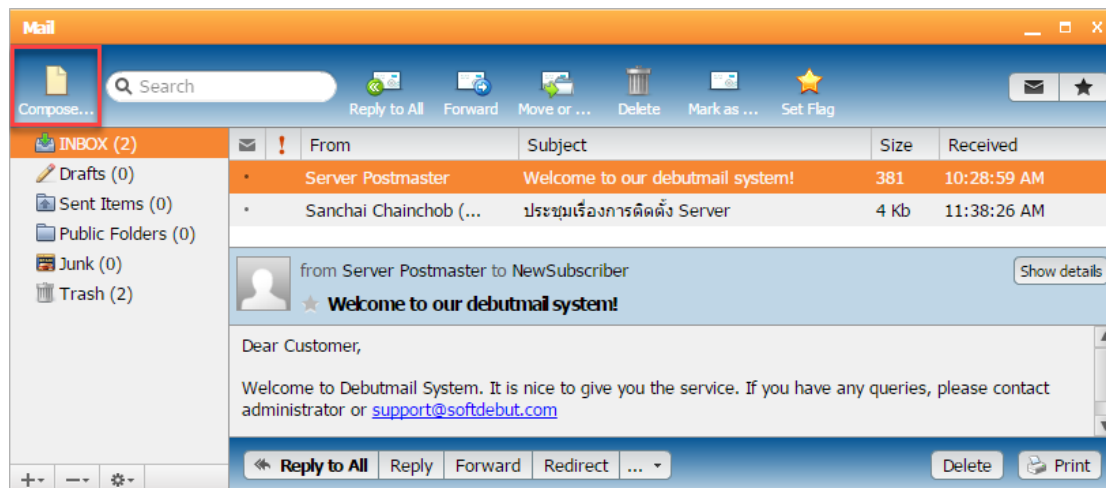 Mail
Compose...
Search
Reply to All Forward Move or ... Delete Mark as ... Set Flag
INBOX (2)
Drafts (0)
Sent Items (0)
Public Folders (0)
Junk (0)
Trash (2)
! From Subject Size Received
Server Postmaster Welcome to our debutmail system! 381 10:28:59 AM
Sanchai Chainchob (... ประชุมเรื่องการติดตั้ง Server 4 Kb 11:38:26 AM
from Server Postmaster to NewSubscriber
Show details
Welcome to our debutmail system!
Dear Customer,
Welcome to Debutmail System. It is nice to give you the service. If you have any queries, please contact
administrator or support@softdebut.com
Reply to All Reply Forward Redirect ... Delete Print